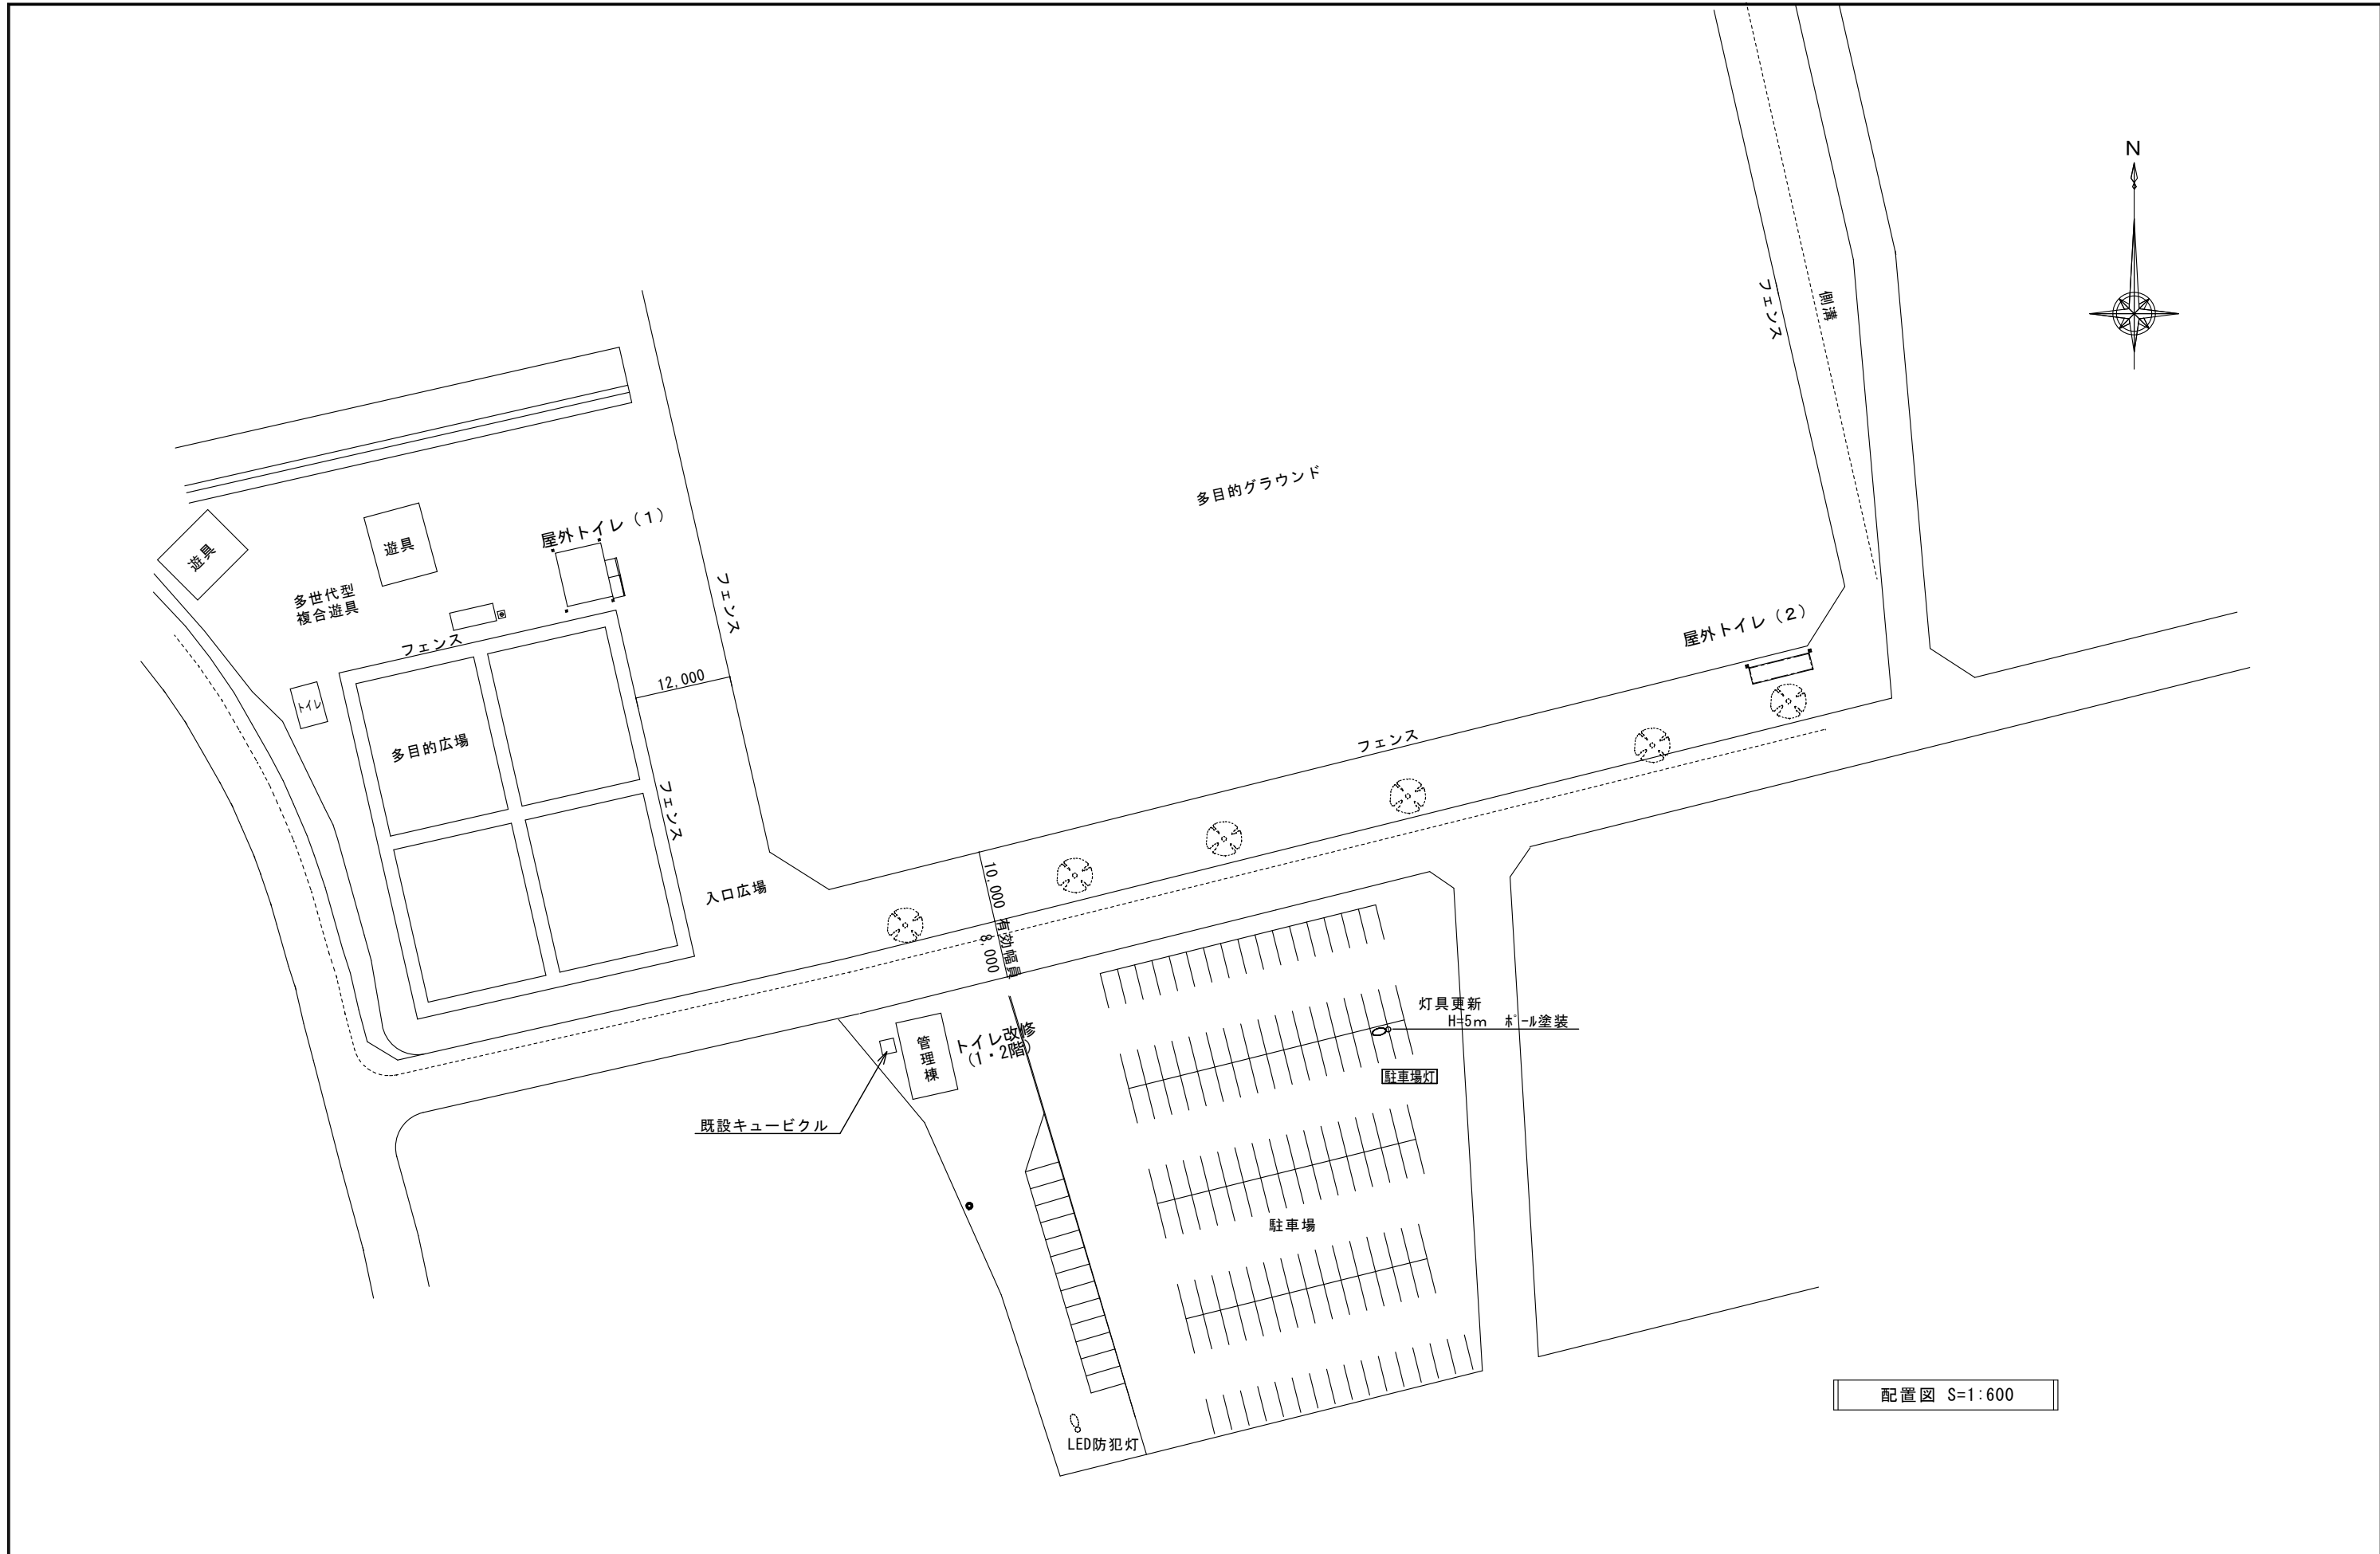 N
フェンス
側溝
多目的グラウンド
屋外トイレ（１）
遊具
遊具
多世代型
複合遊具
フェンス
フェンス
トイレ
12,000
屋外トイレ（２）
多目的広場
フェンス
フェンス
入口広場
10,000
有効幅員
8,000
管理棟
トイレ改修
（1・2階）
灯具更新
H=5m ﾎﾟｰﾙ塗装
駐車場灯
既設キュービクル
駐車場
LED防犯灯
配置図 S=1:600